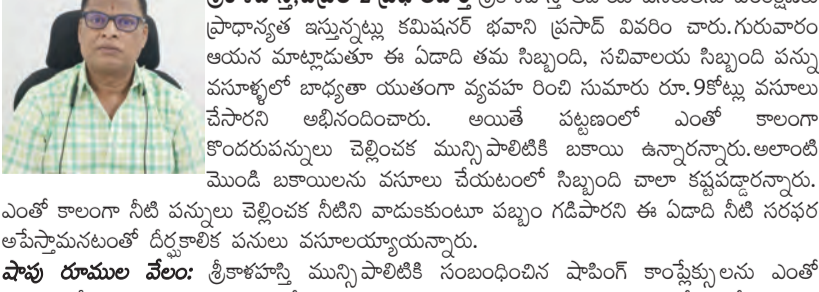 ప్రాధాన్యత ఇస్తున్నట్లు కమిషనర్ భవాని ప్రసాద్ వివరిం చారు.గురువారం
ఆయన మాట్లాడుతూ ఈ ఏడాది తమ సిబ్బంది, సచివాలయ సిబ్బంది పన్ను
వసూళ్ళలో బాధ్యతా యుతంగా వ్యవహ రించి సుమారు రూ.9కోట్లు వసూలు
చేసారని అభినందించారు. అయితే పట్టణంలో ఎంతో కాలంగా
కొందరుపన్నులు చెల్లించక మున్సిపాలిటికి బకాయి ఉన్నారన్నారు.అలాంటి
మొండి బకాయిలను వసూలు చేయటంలో సిబ్బంది చాలా కష్టపడ్డారన్నారు.
ఎంతో కాలంగా నీటి పన్నులు చెల్లించక నీటిని వాడుకకుంటూ పబ్బం గడిపారని ఈ ఏడాది నీటి సరఫర
అపేస్తామనటంతో దీర్ఘకాలిక పనులు వసూలయ్యాయన్నారు.
షాపు రూముల వేలం: శ్రీకాళహస్తి మున్సిపాలిటికి సంబంధించిన షాపింగ్ కాంప్లేక్సులను ఎంతో